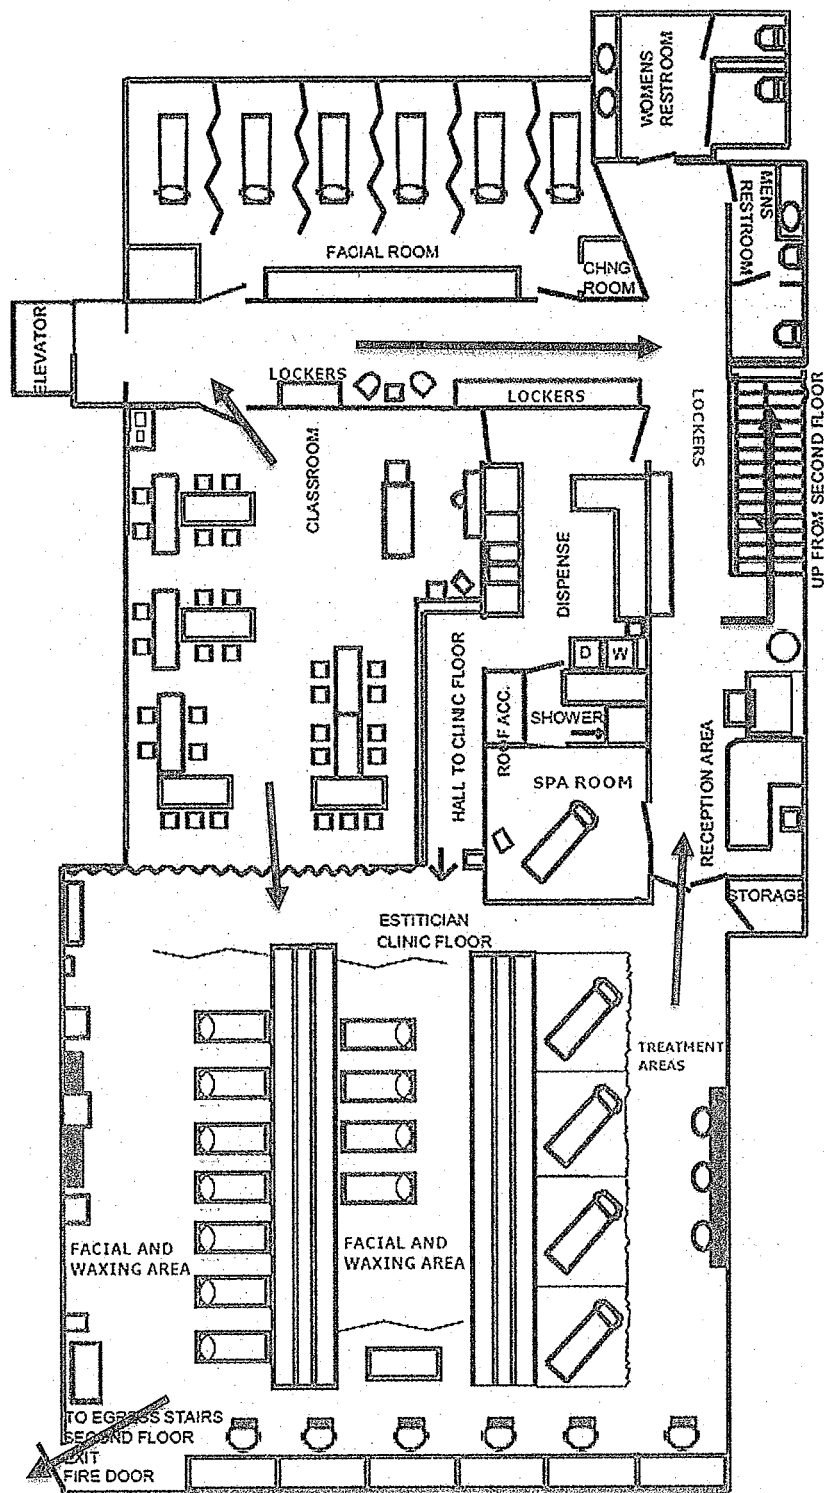 WOMENS
RESTROOM
MENS
RESTROOM
FACIAL ROOM
CHNG
ROOM
ELEVATOR
LOCKERS
LOCKERS
LOCKERS
CLASSROOM
UP FROM SECOND FLOOR
DISPENSE
D
W
HALL TO CLINIC FLOOR
ROOF ACC.
SHOWER
SPA ROOM
RECEPTION AREA
STORAGE
ESTITICIAN
CLINIC FLOOR
TREATMENT
AREAS
FACIAL AND
WAXING AREA
FACIAL AND
WAXING AREA
TO EGRESS STAIRS
SECOND FLOOR
EXIT
FIRE DOOR